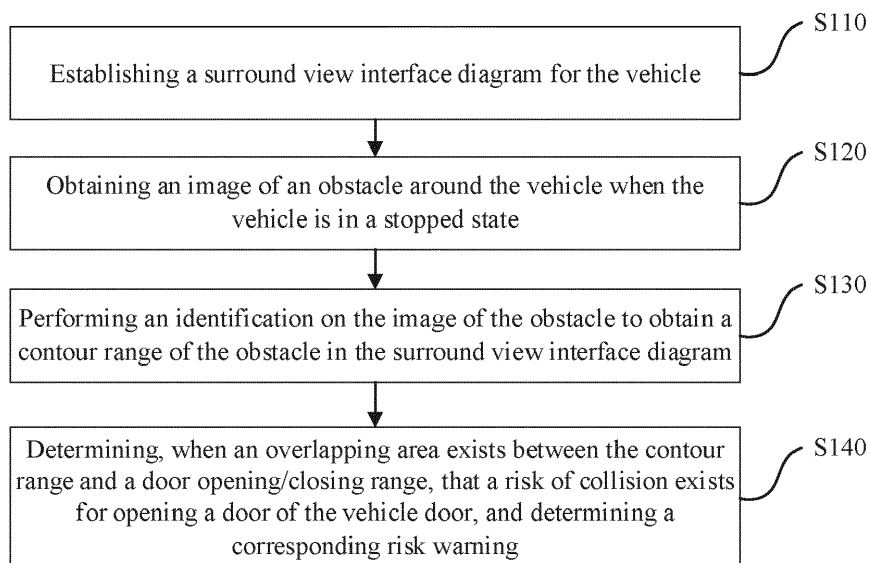 S110
Establishing a surround view interface diagram for the vehicle
S120
Obtaining an image of an obstacle around the vehicle when the
vehicle is in a stopped state
S130
Performing an identification on the image of the obstacle to obtain a
contour range of the obstacle in the surround view interface diagram
S140
Determining, when an overlapping area exists between the contour
range and a door opening/closing range, that a risk of collision exists
for opening a door of the vehicle door, and determining a
corresponding risk warning